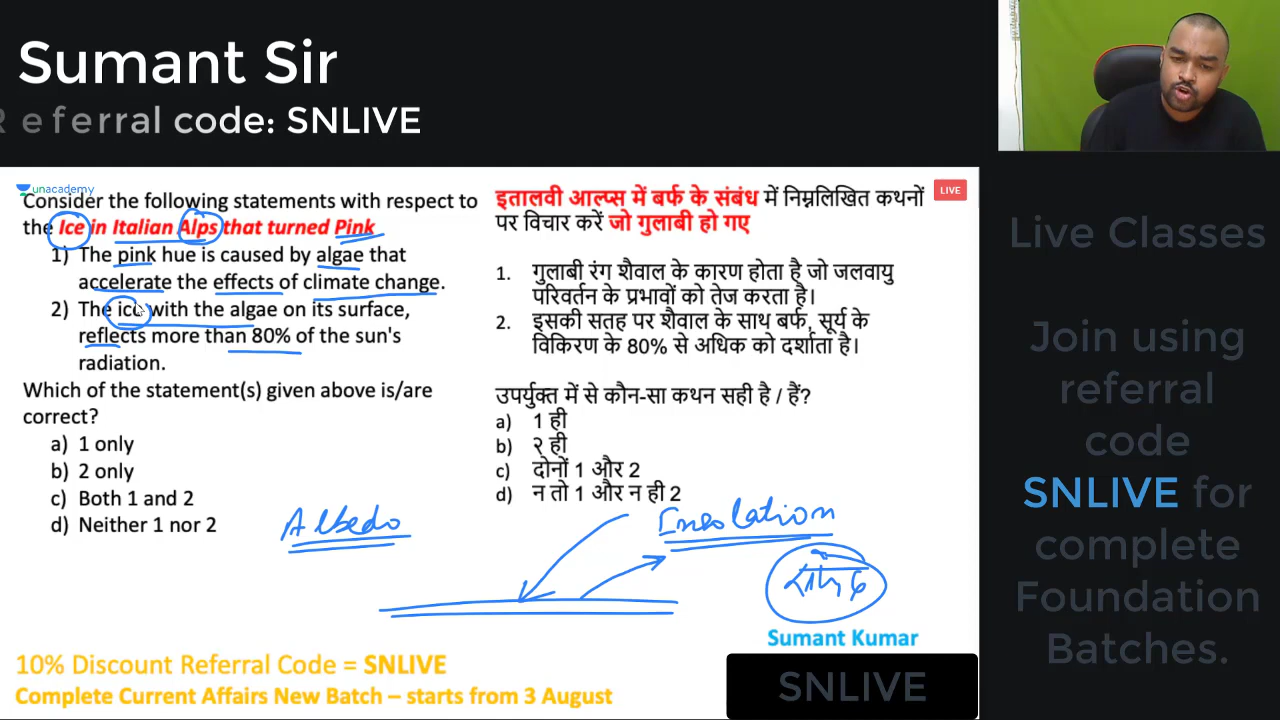 Sumant Sir
Referral code: SNLIVE
unacademy
Consider the following statements with respect to
the Ice in Italian Alps that turned Pink
1) The pink hue is caused by algae that
accelerate the effects of climate change.
2) The ice with the algae on its surface,
reflects more than 80% of the sun's
radiation.
Which of the statement(s) given above is/are
correct?
a) 1 only
b) 2 only
c) Both 1 and 2
d) Neither 1 nor 2
LIVE
इतालवी आल्प्स में बर्फ के संबंध में निम्नलिखित कथनों
पर विचार करें जो गुलाबी हो गए
1. गुलाबी रंग शैवाल के कारण होता है जो जलवायु
परिवर्तन के प्रभावों को तेज करता है।
2. इसकी सतह पर शैवाल के साथ बर्फ, सूर्य के
विकिरण के 80% से अधिक को दर्शाता है।
उपर्युक्त में से कौन-सा कथन सही है / हैं?
a) 1 ही
b) २ ही
c) दोनों 1 और 2
d) न तो 1 और न ही 2
Albedo
Insolation
Sumant Kumar
10% Discount Referral Code = SNLIVE
Complete Current Affairs New Batch – starts from 3 August
SNLIVE
Live Classes
Join using
referral
code
SNLIVE for
complete
Foundation
Batches.